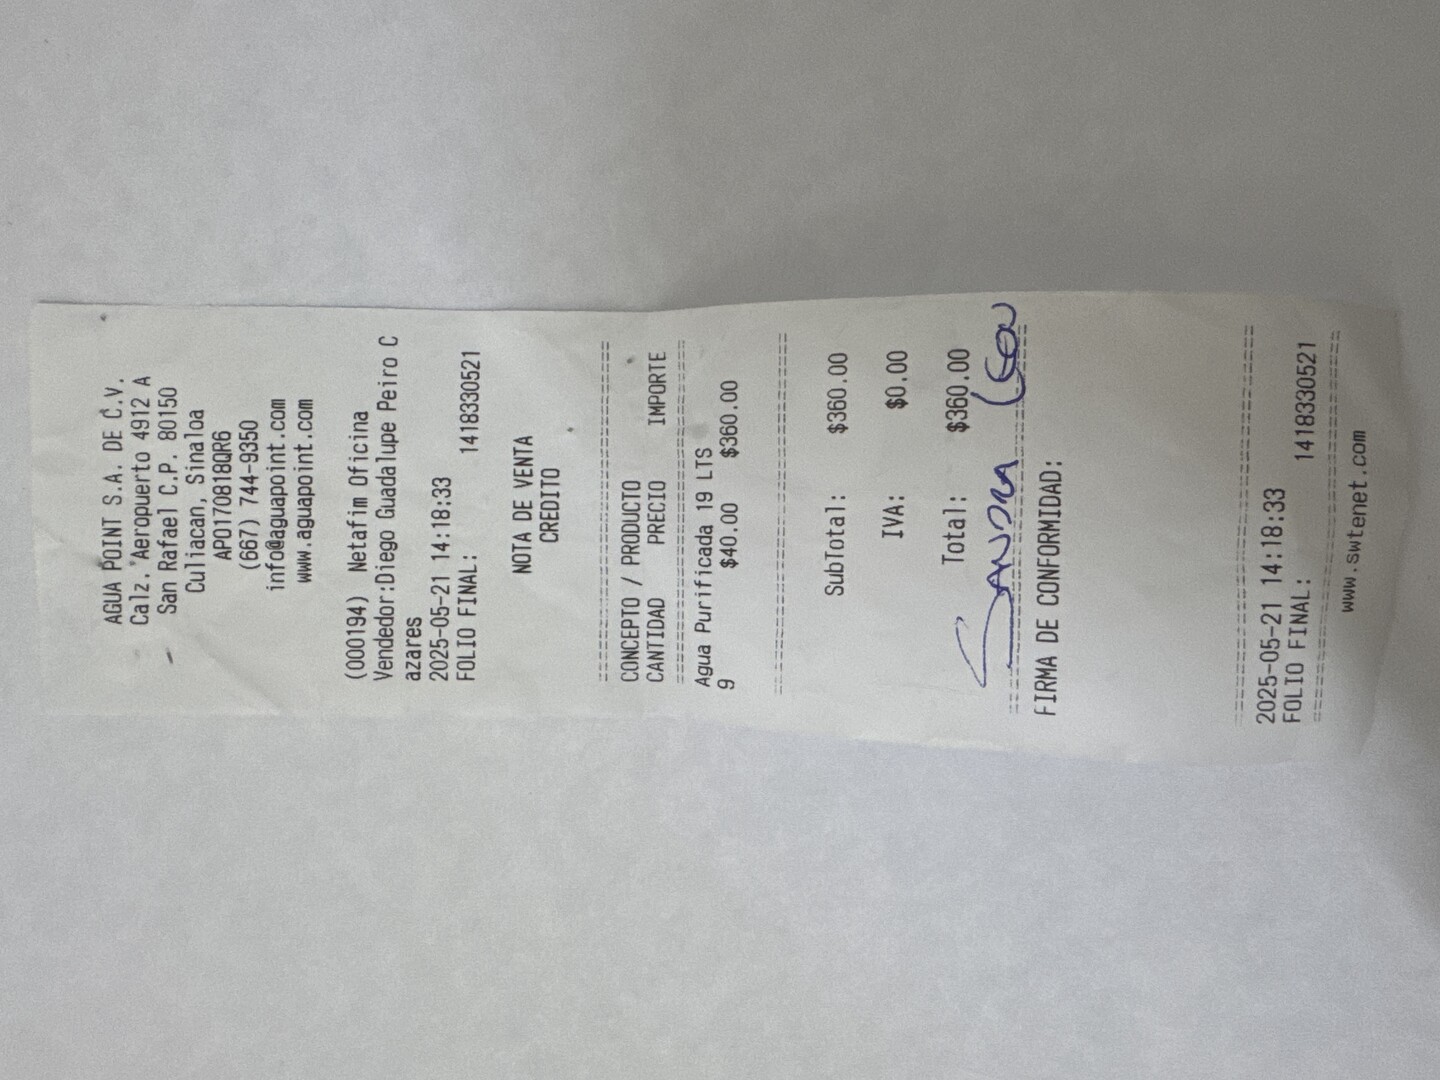 AGUA POINT S.A. DE C.V.
Calz. Aeropuerto 4912 A
San Rafael C.P. 80150
Culiacan, Sinaloa
APO170818QR6
(667) 744-9350
info@aguapoint.com
www.aguapoint.com
(000194) Netafim Oficina
Vendedor:Diego Guadalupe Peiro C
azares
2025-05-21 14:18:33
FOLIO FINAL: 1418330521
NOTA DE VENTA
CREDITO
================================
CONCEPTO / PRODUCTO
CANTIDAD PRECIO IMPORTE
================================
Agua Purificada 19 LTS
9 $40.00 $360.00
================================
SubTotal: $360.00
IVA: $0.00
Total: $360.00
Sandra
================================
FIRMA DE CONFORMIDAD:
================================
2025-05-21 14:18:33
FOLIO FINAL: 1418330521
================================
www.swtenet.com